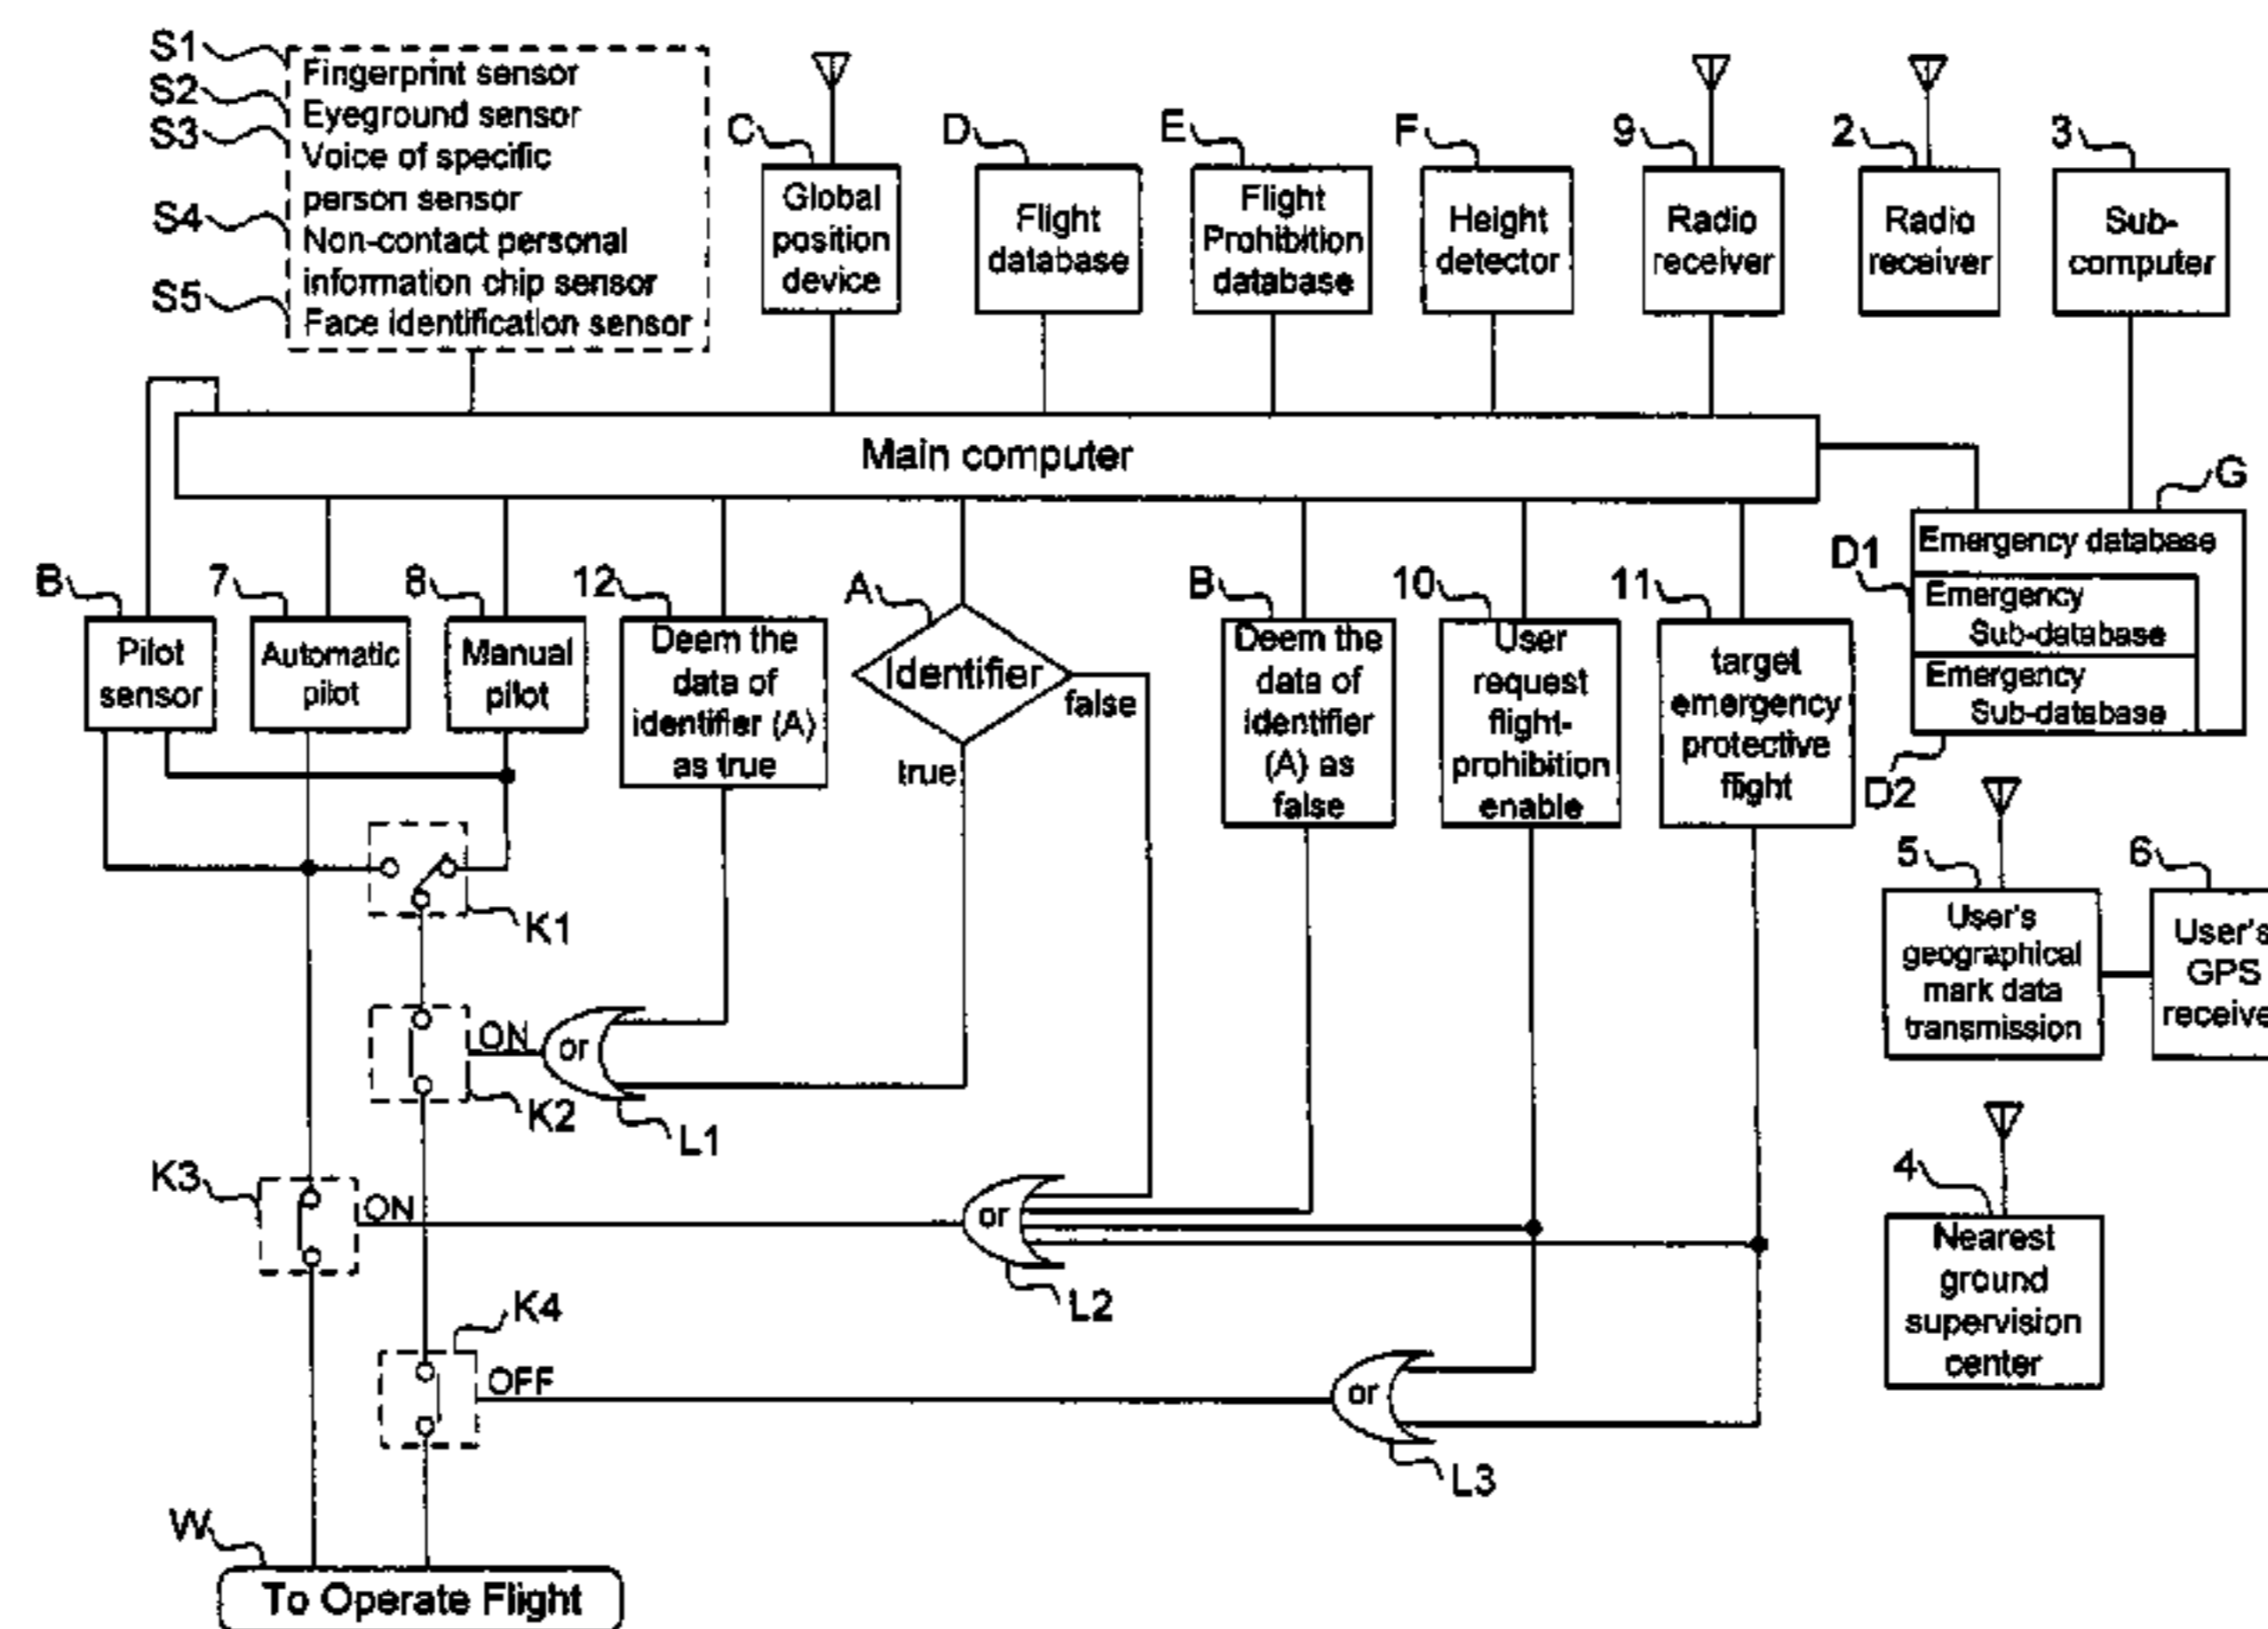 S1
S2
S3
S4
S5
Fingerprint sensor
Eyeground sensor
Voice of specific
person sensor
Non-contact personal
information chip sensor
Face identification sensor
C
Global
position
device
D
Flight
database
E
Flight
Prohibition
database
F
Height
detector
9
Radio
receiver
2
Radio
receiver
3
Sub-
computer
Main computer
G
Emergency database
D1
Emergency
Sub-database
Emergency
Sub-database
D2
B
Pilot
sensor
7
Automatic
pilot
8
Manual
pilot
12
Deem the
data of
identifier (A)
as true
A
Identifier
false
true
B
Deem the
data of
identifier
(A) as
false
10
User
request
flight-
prohibition
enable
11
target
emergency
protective
flight
5
User's
geographical
mark data
transmission
6
User's
GPS
receive
K1
ON
or
K2
L1
K3
ON
or
L2
K4
OFF
or
L3
4
Nearest
ground
supervision
center
W
To Operate Flight